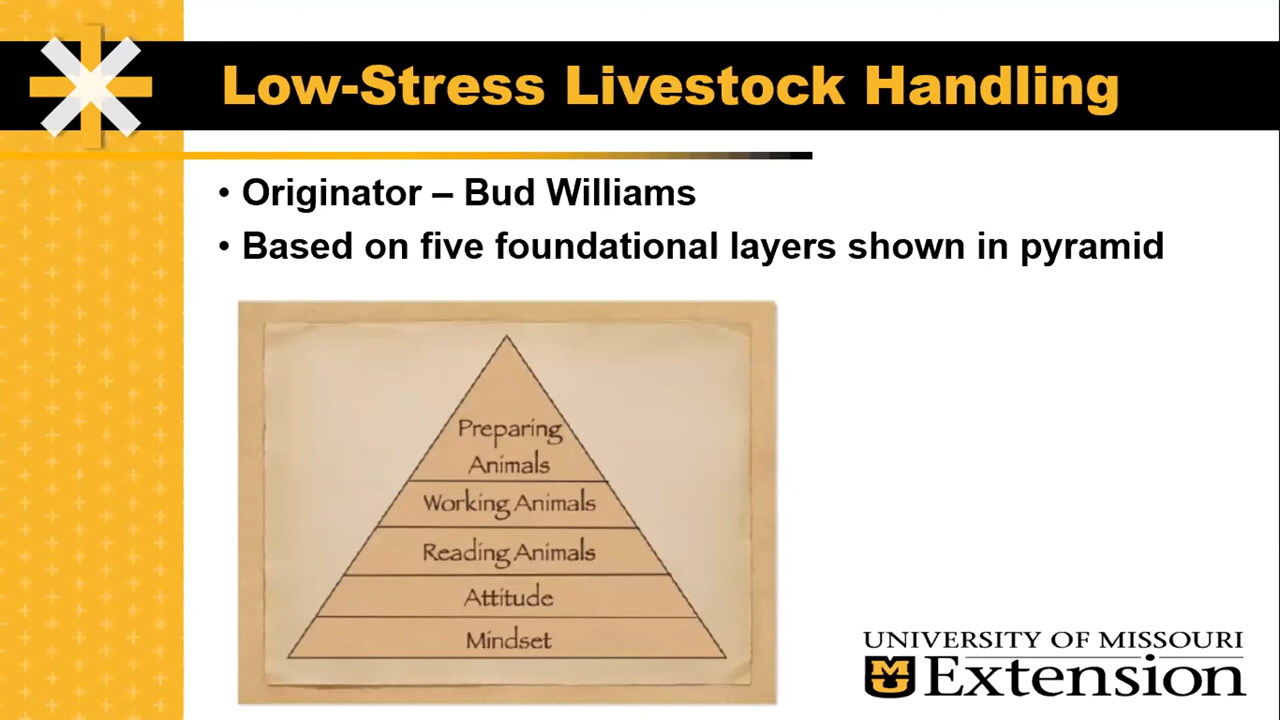 Low-Stress Livestock Handling
• Originator – Bud Williams
• Based on five foundational layers shown in pyramid
Preparing
Animals
Working Animals
Reading Animals
Attitude
Mindset
UNIVERSITY OF MISSOURI
MU Extension